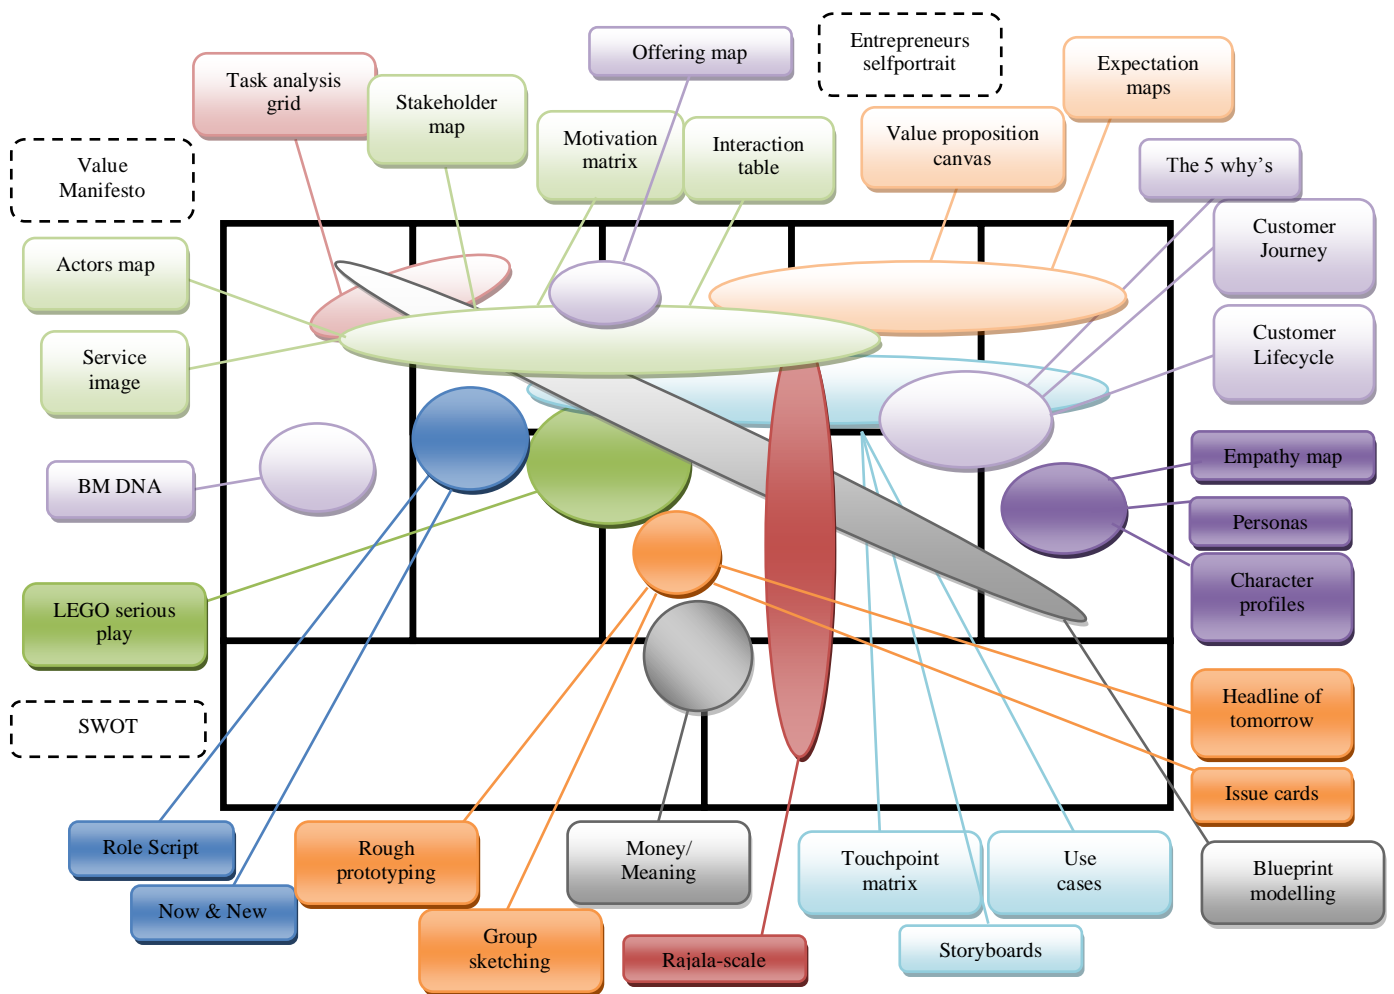 Offering map
Entrepreneurs
selfportrait
Expectation
maps
Task analysis
grid
Stakeholder
map
Motivation
matrix
Interaction
table
Value proposition
canvas
The 5 why’s
Value
Manifesto
Customer
Journey
Actors map
Service
image
Customer
Lifecycle
BM DNA
Empathy map
Personas
LEGO serious
play
Character
profiles
SWOT
Headline of
tomorrow
Issue cards
Role Script
Rough
prototyping
Money/
Meaning
Touchpoint
matrix
Use
cases
Blueprint
modelling
Now & New
Group
sketching
Rajala-scale
Storyboards